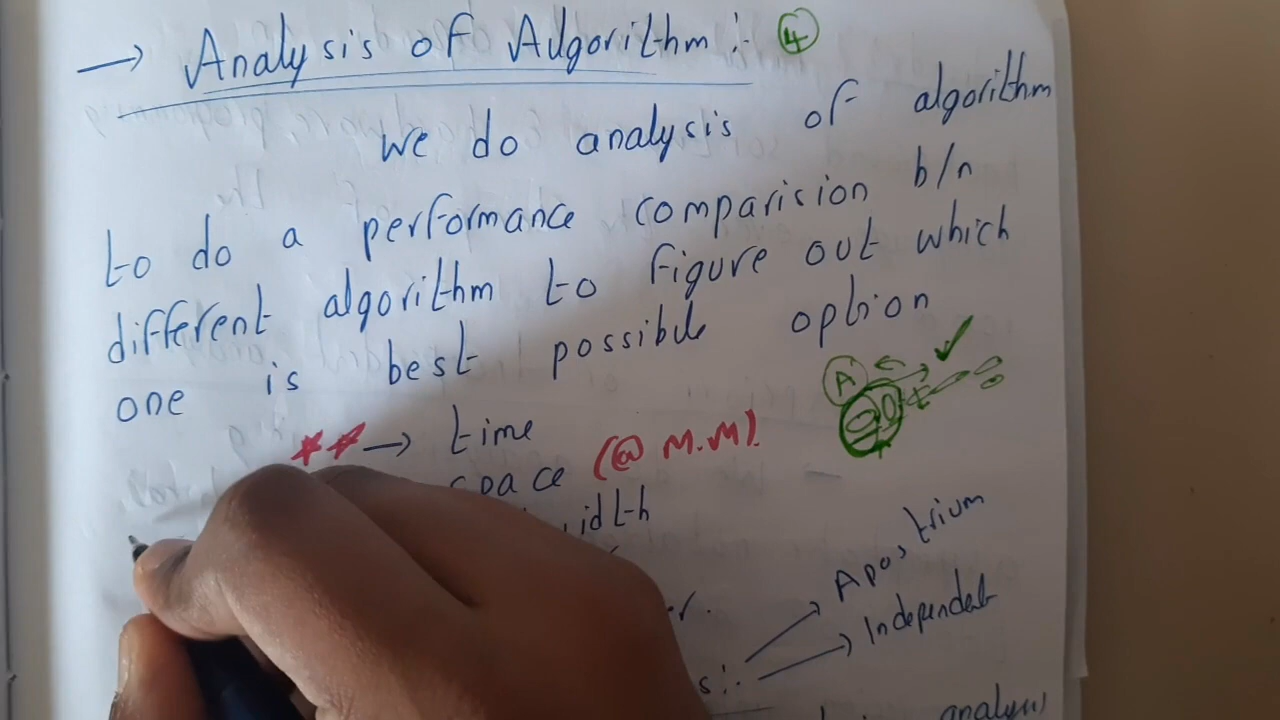 → Analysis of Algorithm :- 4
we do analysis of algorithm
to do a performance comparision b/n
different algorithm to figure out which
one is best possible option
A
** → time
space (@ M.M).
idth
Apostrium
r.
Independent
s:-
analysis